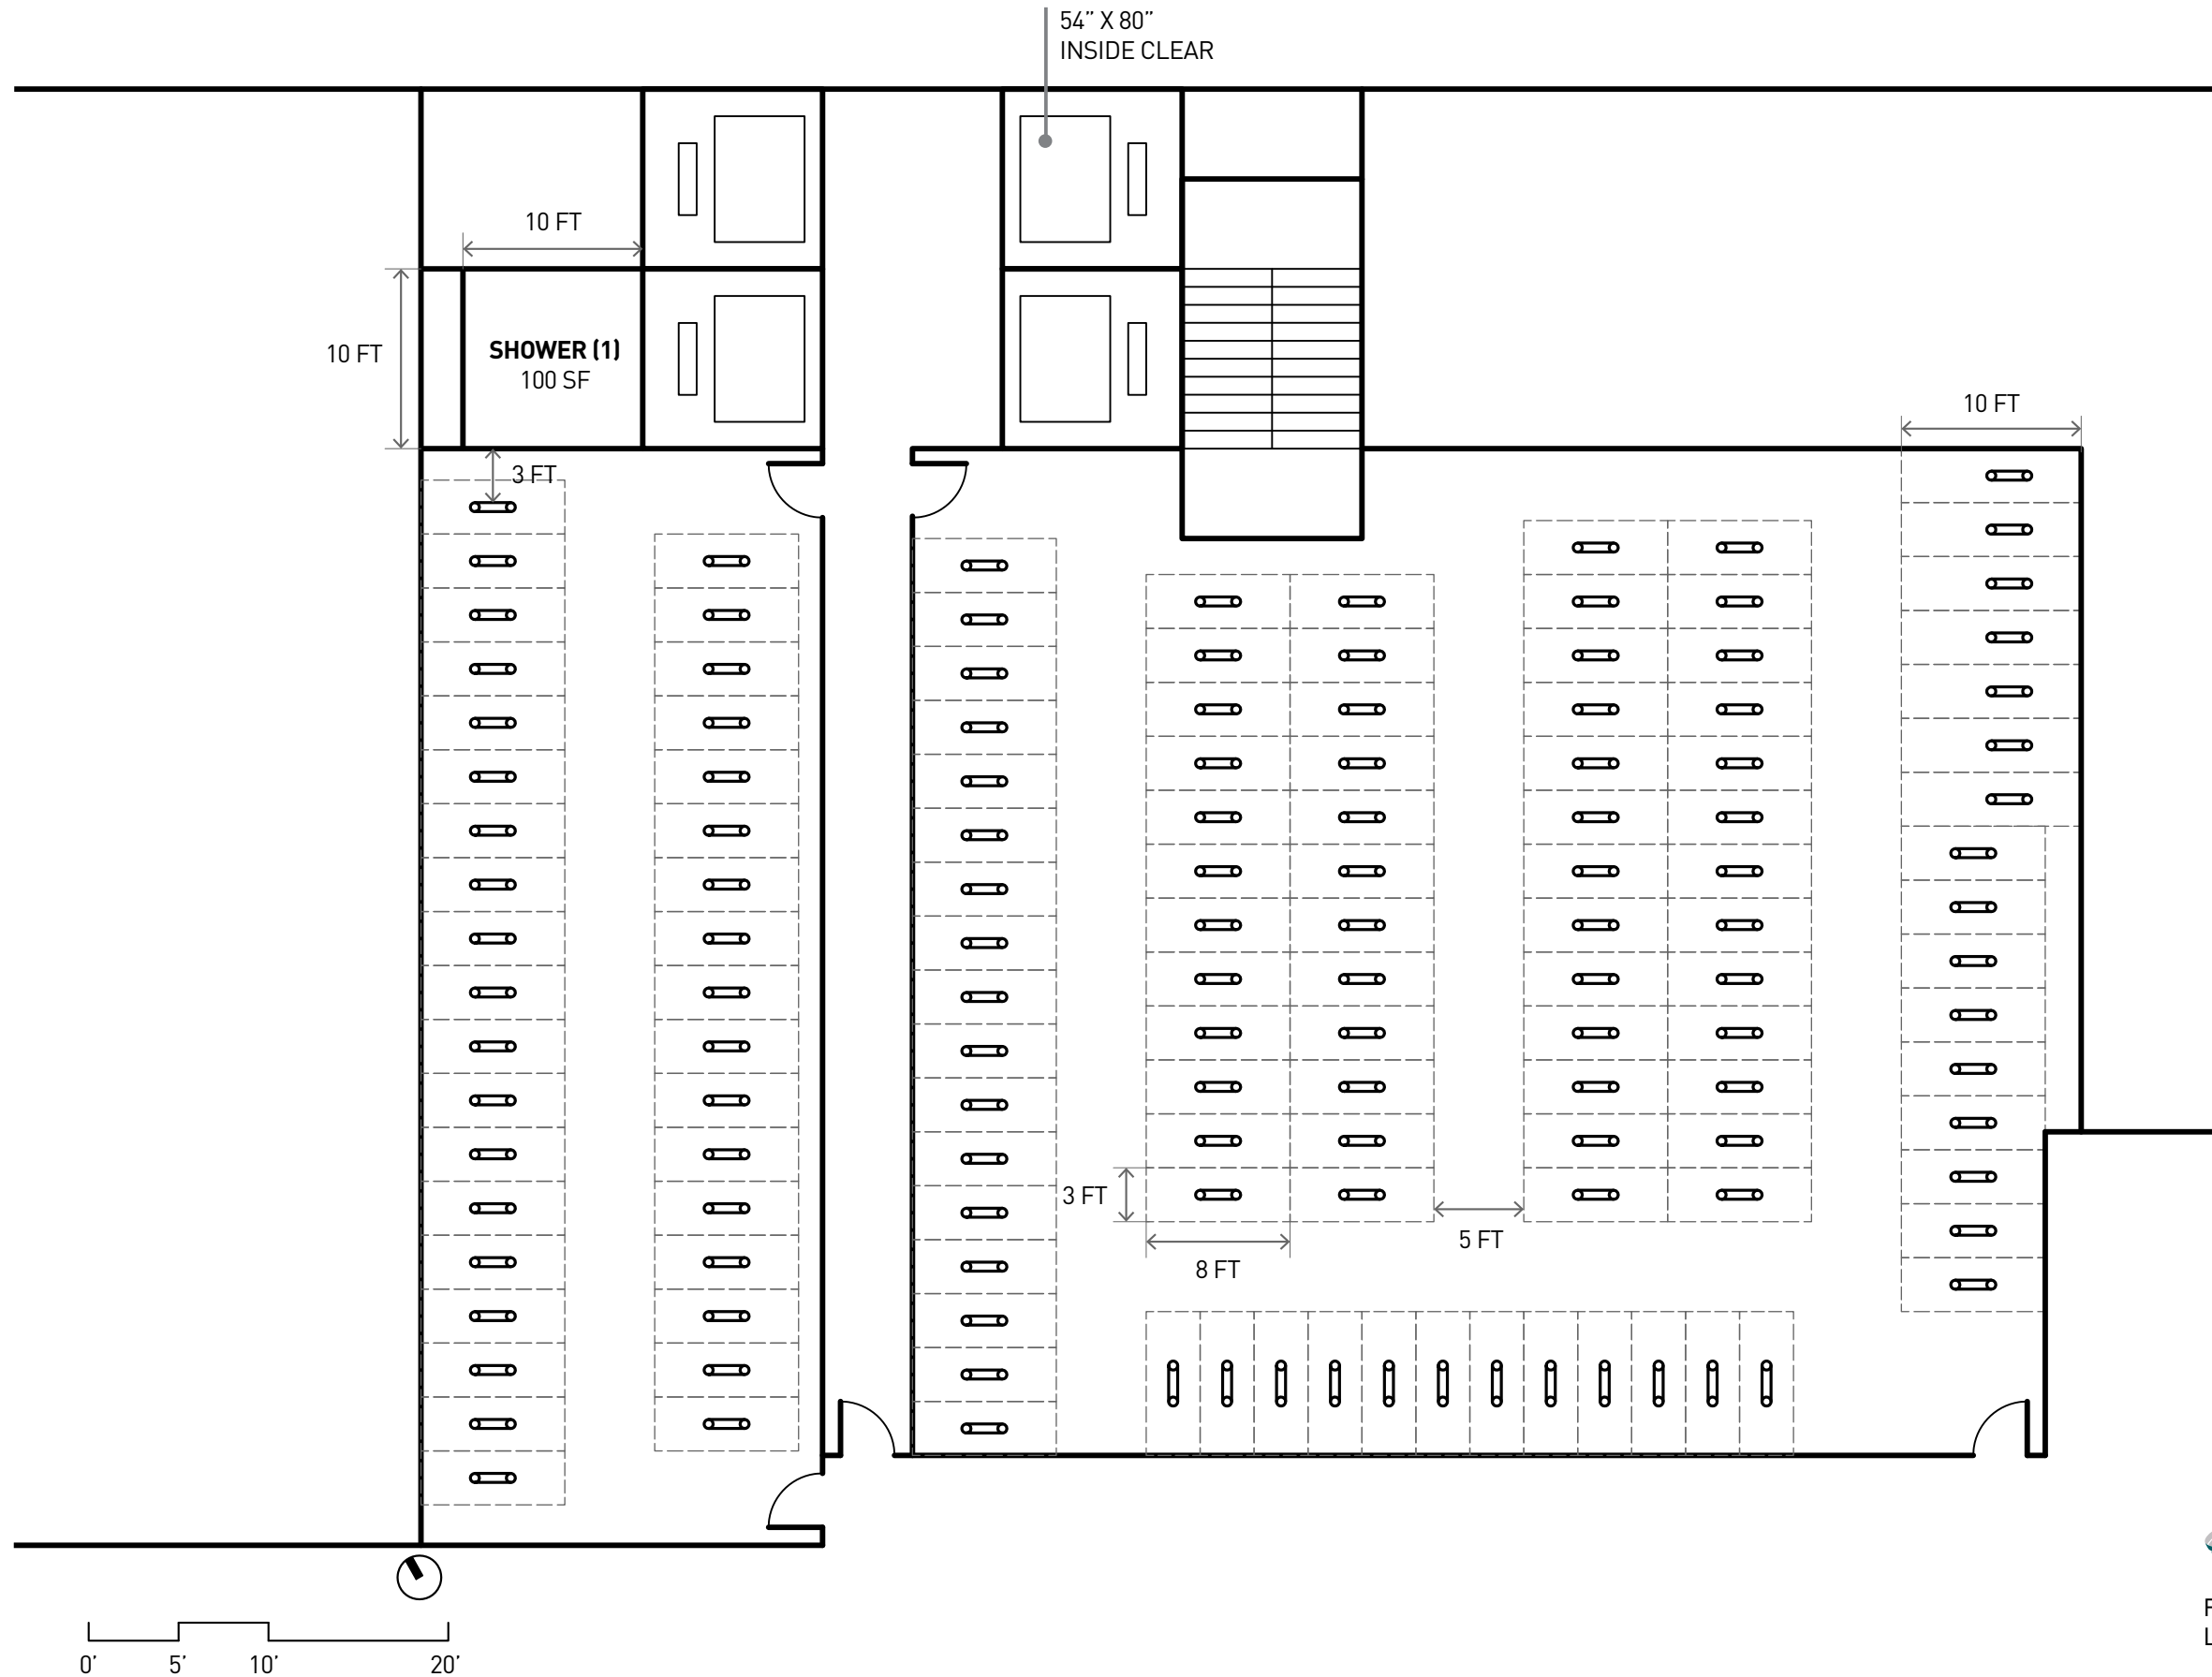 54” X 80”
INSIDE CLEAR
10 FT
10 FT
SHOWER (1)
100 SF
10 FT
3 FT
3 FT
5 FT
8 FT
0’
5’
10’
20’